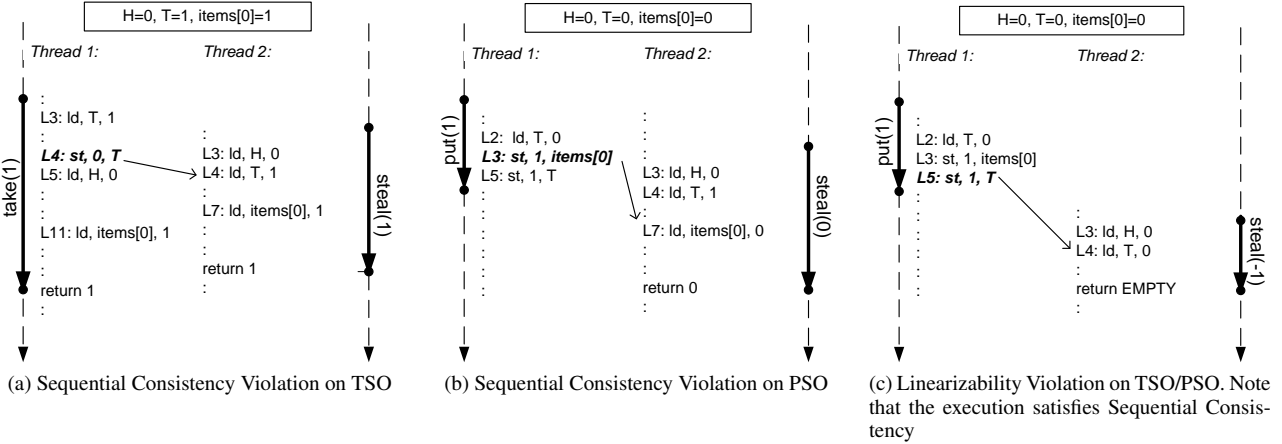 H=0, T=1, items[0]=1
Thread 1:
Thread 2:
:
L3: ld, T, 1
:
:
L4: st, 0, T
L3: ld, H, 0
L5: ld, H, 0
L4: ld, T, 1
:
:
:
L7: ld, items[0], 1
L11: ld, items[0], 1
:
:
:
:
return 1
return 1
:
:
take(1)
steal(1)
(a) Sequential Consistency Violation on TSO
H=0, T=0, items[0]=0
Thread 1:
Thread 2:
:
L2: ld, T, 0
:
L3: st, 1, items[0]
:
L5: st, 1, T
L3: ld, H, 0
:
L4: ld, T, 1
:
:
:
L7: ld, items[0], 0
:
:
:
:
return 0
:
put(1)
steal(0)
(b) Sequential Consistency Violation on PSO
H=0, T=0, items[0]=0
Thread 1:
Thread 2:
:
L2: ld, T, 0
L3: st, 1, items[0]
L5: st, 1, T
:
:
:
:
L3: ld, H, 0
:
L4: ld, T, 0
:
:
:
return EMPTY
:
put(1)
steal(-1)
(c) Linearizability Violation on TSO/PSO. Note
that the execution satisfies Sequential Consis-
tency